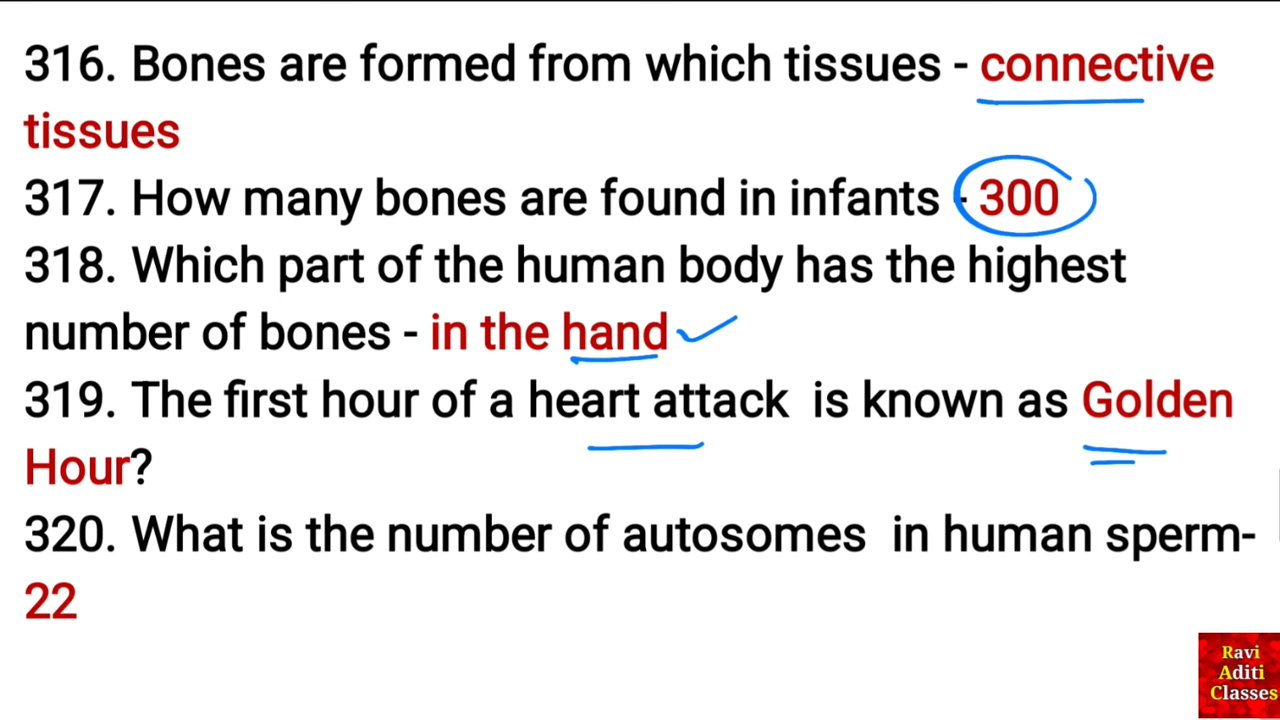 316. Bones are formed from which tissues - connective
tissues
317. How many bones are found in infants - 300
318. Which part of the human body has the highest
number of bones - in the hand
319. The first hour of a heart attack is known as Golden
Hour?
320. What is the number of autosomes in human sperm-
22
Ravi
Aditi
Classes